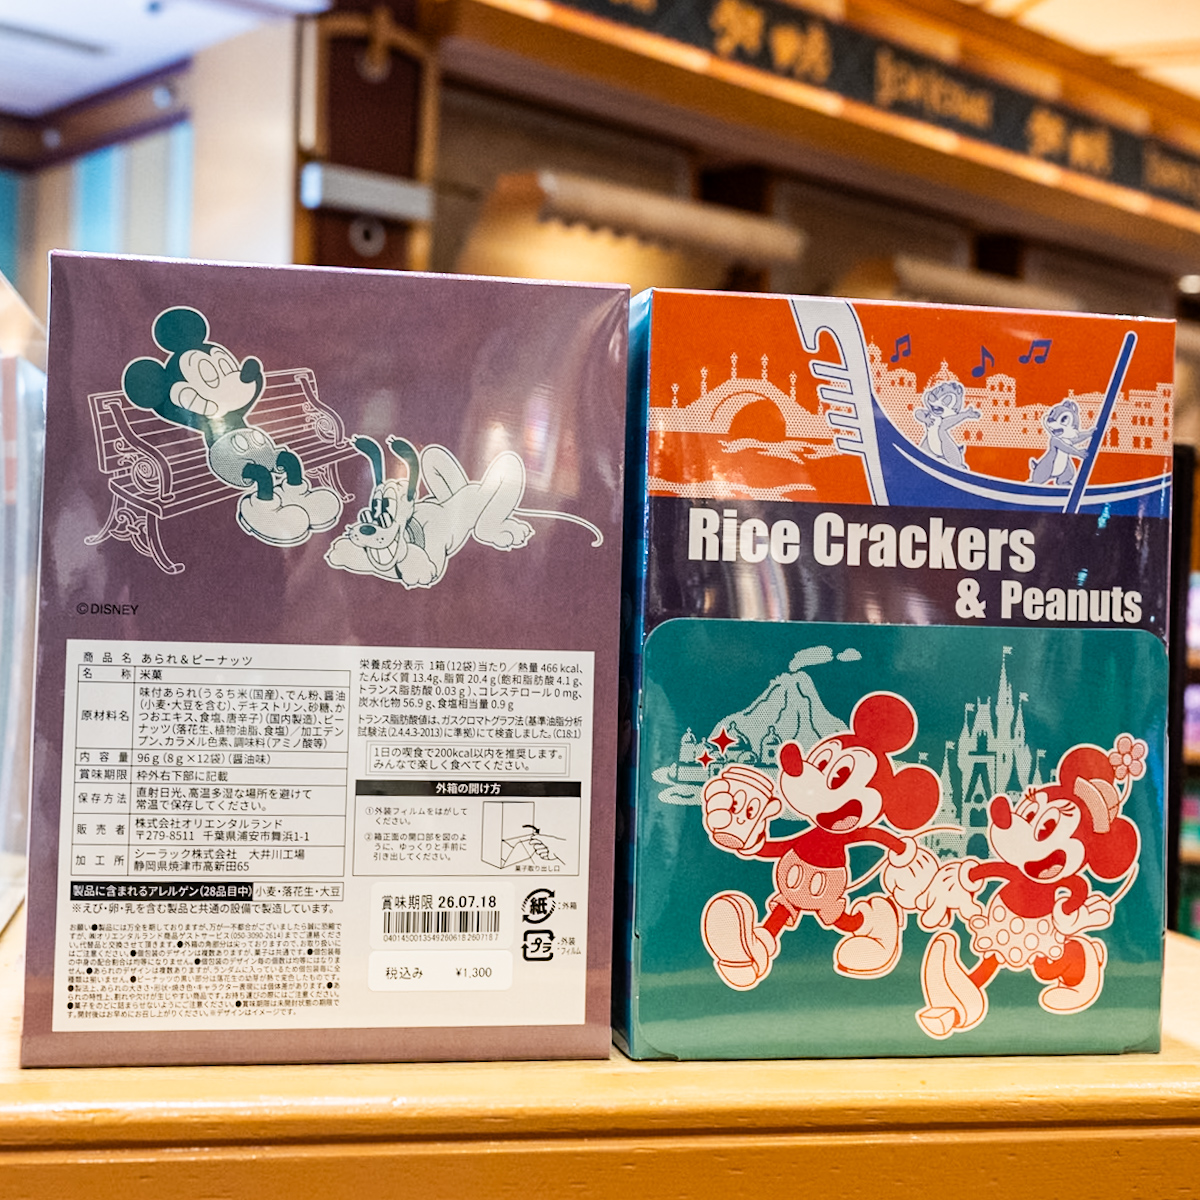 ©DISNEY
商品名 あられ＆ピーナッツ
名称 米菓
原材料名
味付あられ(うるち米(国産)、でん粉、醤油
(小麦・大豆を含む)、デキストリン、砂糖、か
つおエキス、食塩、唐辛子)(国内製造)、ピー
ナッツ(落花生、植物油脂、食塩)／加工デン
プン、カラメル色素、調味料(アミノ酸等)
内容量 96g(8g×12袋)(醤油味)
賞味期限 枠外右下部に記載
保存方法
直射日光、高温多湿な場所を避けて
常温で保存してください。
販売者
株式会社オリエンタルランド
〒279-8511 千葉県浦安市舞浜1-1
加工所
シーラック株式会社 大井川工場
静岡県焼津市高新田65
製品に含まれるアレルゲン(28品目中) 小麦・落花生・大豆
※えび・卵・乳を含む製品と共通の設備で製造しています。
栄養成分表示 1箱(12袋)当たり／熱量 466 kcal、
たんぱく質 13.4g、脂質 20.4g(飽和脂肪酸 4.1g、
トランス脂肪酸 0.03g)、コレステロール 0mg、
炭水化物 56.9g、食塩相当量 0.9g
トランス脂肪酸値は、ガスクロマトグラフ法(基準油脂分析
試験法(2.4.4.3-2013)に準拠)にて検査しました。(C18:1)
1日の間食で200kcal以内を推奨します。
みんなで楽しく食べてください。
外箱の開け方
①外装フィルムをはがして
ください。
②箱正面の開口部を図のよ
うに、ゆっくりと手前に
引き出してください。
菓子取り出し口
賞味期限 26.07.18
税込み ¥1,300
紙 :外箱
プラ :外装
・フィルム
Rice Crackers
& Peanuts